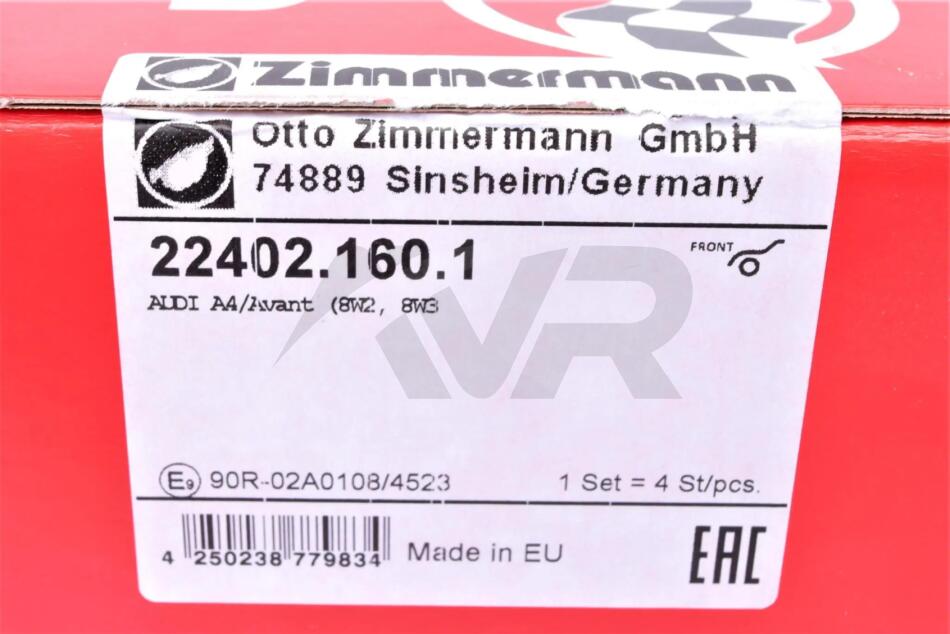 Zimmermann
Otto Zimmermann GmbH
74889 Sinsheim/Germany
22402.160.1
FRONT
AUDI A4/Avant (8W2, 8W3
VR
E9 90R-02A0108/4523
1 Set = 4 St/pcs.
4 250238 779834
Made in EU
EAC